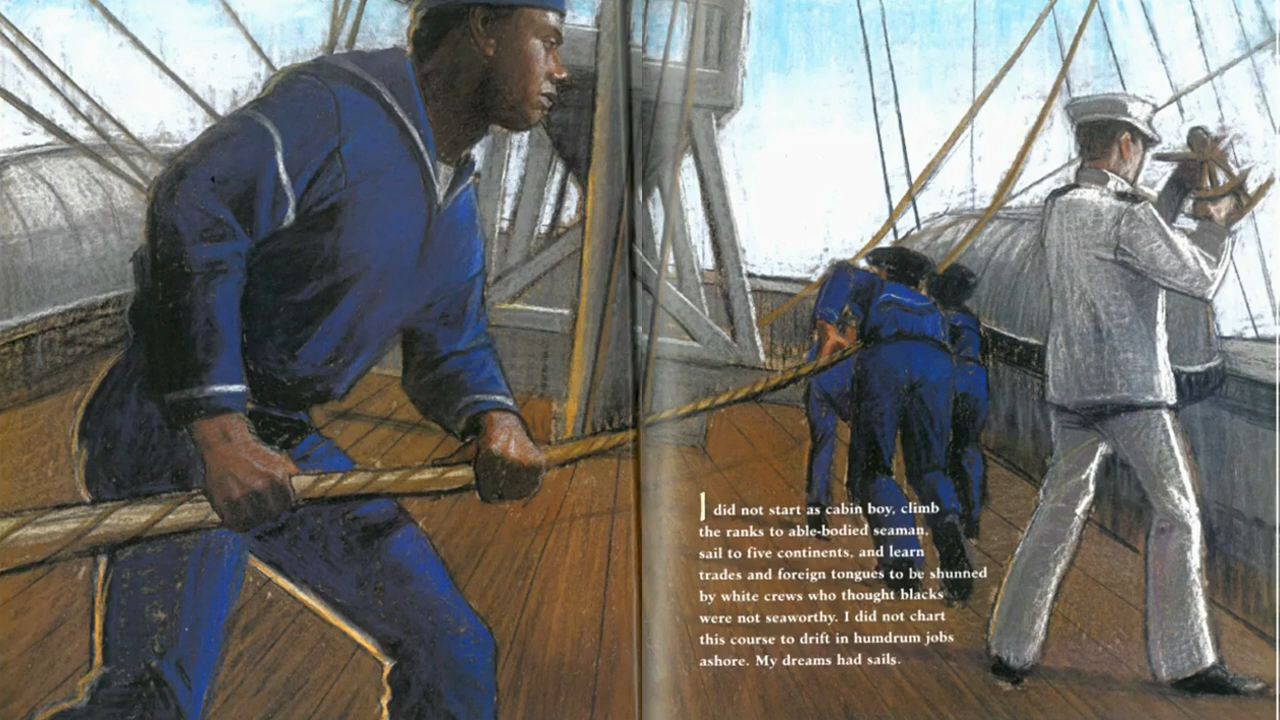 I did not start as cabin boy, climb
the ranks to able-bodied seaman,
sail to five continents, and learn
trades and foreign tongues to be shunned
by white crews who thought blacks
were not seaworthy. I did not chart
this course to drift in humdrum jobs
ashore. My dreams had sails.